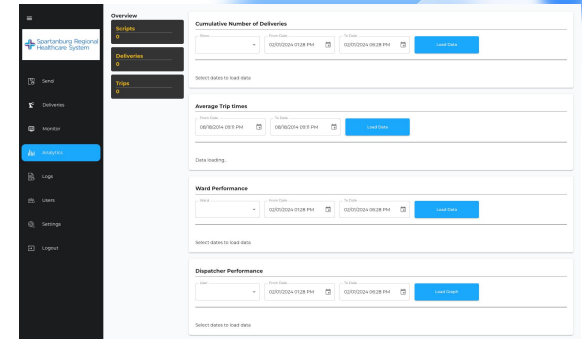 Spartanburg Regional
Healthcare System
Send
Deliveries
Monitor
Analytics
Logs
Users
Settings
Logout
Overview
Scripts
0
Deliveries
0
Trips
0
Cumulative Number of Deliveries
From Date
To Date
02/01/2024 01:28 PM
02/01/2024 06:28 PM
Load Data
Select dates to load data
Average Trip times
From Date
To Date
08/18/2014 09:11 PM
08/18/2014 09:11 PM
Load Data
Data loading..
Ward Performance
Ward
From Date
To Date
02/01/2024 01:28 PM
02/01/2024 06:28 PM
Load Data
Select dates to load data
Dispatcher Performance
From Date
To Date
02/01/2024 01:28 PM
02/01/2024 06:28 PM
Load Graph
Select dates to load data